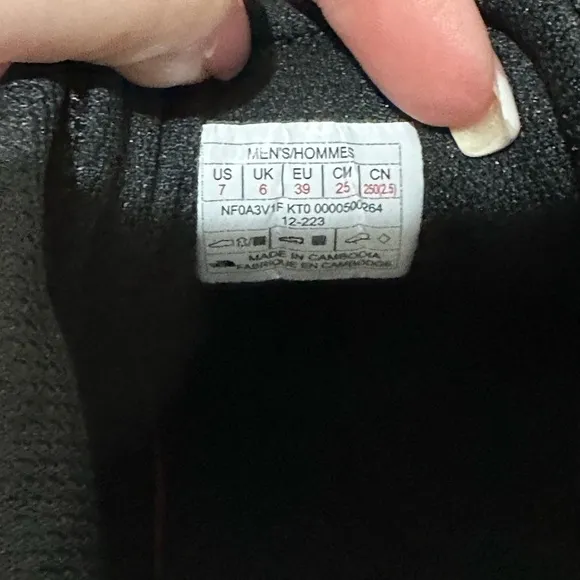 MEN'S/HOMMES
US UK EU CM CN
7 6 39 25 250(2.5)
NF0A3V1F KT0 0000500264
12-223
MADE IN CAMBODIA
FABRIQUE EN CAMBODGE